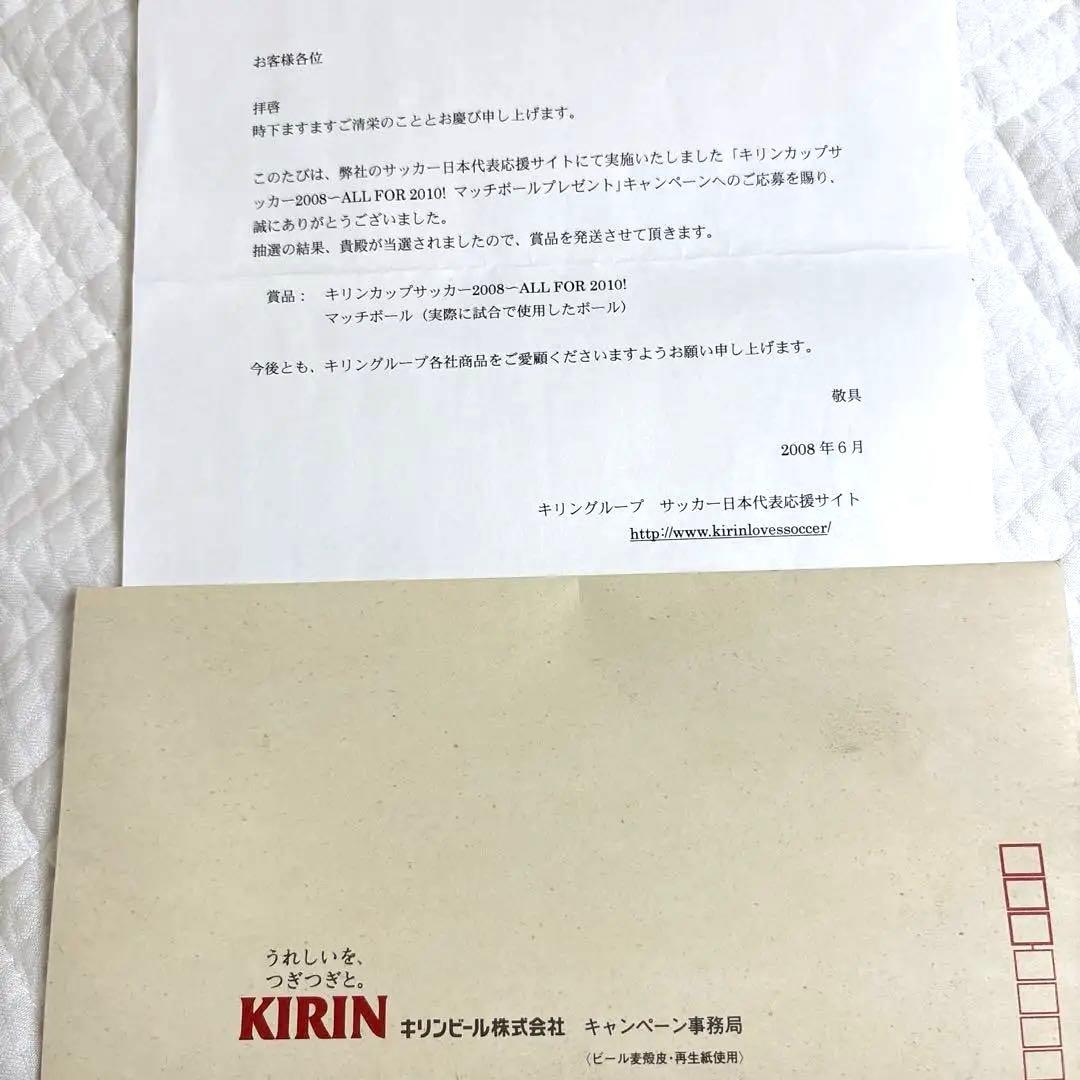 お客様各位
拝啓
時下ますますご清栄のこととお慶び申し上げます。
このたびは、弊社のサッカー日本代表応援サイトにて実施いたしました「キリンカップサ
ッカー2008〜ALL FOR 2010! マッチボールプレゼント」キャンペーンへのご応募を賜り、
誠にありがとうございました。
抽選の結果、貴殿が当選されましたので、賞品を発送させて頂きます。
賞品： キリンカップサッカー2008〜ALL FOR 2010!
マッチボール（実際に試合で使用したボール）
今後とも、キリングループ各社商品をご愛顧くださいますようお願い申し上げます。
敬具
2008 年６月
キリングループ　サッカー日本代表応援サイト
http://www.kirinlovessoccer/
うれしいを、
つぎつぎと。
KIRIN キリンビール株式会社 キャンペーン事務局
〈ビール麦殻皮・再生紙使用〉